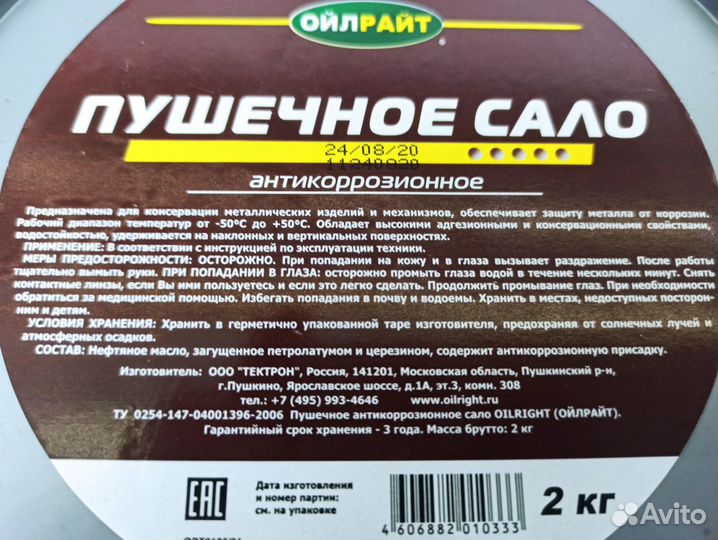 ОЙЛРАЙТ
ПУШЕЧНОЕ САЛО
24/08/20
антикоррозионное
Предназначена для консервации металлических изделий и механизмов, обеспечивает защиту металла от коррозии.
Рабочий диапазон температур от -50°С до +50°С. Обладает высокими адгезионными и консервационными свойствами,
водостойкостью, удерживается на наклонных и вертикальных поверхностях.
ПРИМЕНЕНИЕ: В соответствии с инструкцией по эксплуатации техники.
МЕРЫ ПРЕДОСТОРОЖНОСТИ: ОСТОРОЖНО. При попадании на кожу и в глаза вызывает раздражение. После работы
тщательно вымыть руки. ПРИ ПОПАДАНИИ В ГЛАЗА: осторожно промыть глаза водой в течение нескольких минут. Снять
контактные линзы, если Вы ими пользуетесь и если это легко сделать. Продолжить промывание глаз. При необходимости
обратиться за медицинской помощью. Избегать попадания в почву и водоемы. Хранить в местах, недоступных посторон-
ним и детям.
УСЛОВИЯ ХРАНЕНИЯ: Хранить в герметично упакованной таре изготовителя, предохраняя от солнечных лучей и
атмосферных осадков.
СОСТАВ: Нефтяное масло, загущенное петролатумом и церезином, содержит антикоррозионную присадку.
Изготовитель: ООО "ТЕКТРОН", Россия, 141201, Московская область, Пушкинский р-н,
г.Пушкино, Ярославское шоссе, д.1А, эт.3, комн. 308
тел.: +7 (495) 993-4646 www.oilright.ru
ТУ 0254-147-04001396-2006 Пушечное антикоррозионное сало OILRIGHT (ОЙЛРАЙТ).
Гарантийный срок хранения - 3 года. Масса брутто: 2 кг
EAC
Дата изготовления
и номер партии:
см. на упаковке
4 606882 010333
2 кг
Avito